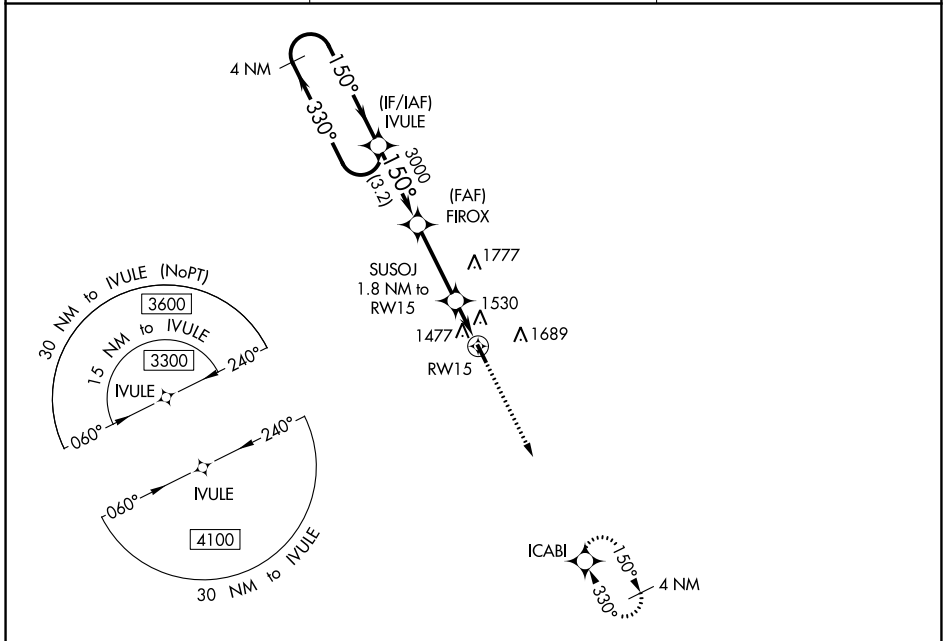 4 NM
150°
330°
(IF/IAF)
IVULE
3000
150°
(3.2)
(FAF)
FIROX
1777
SUSOJ
1.8 NM to
RW15
1530
1477
1689
RW15
30 NM to IVULE (NoPT)
3600
15 NM to IVULE
3300
IVULE
240°
060°
240°
060°
IVULE
4100
30 NM to IVULE
ICABI
150°
330°
4 NM